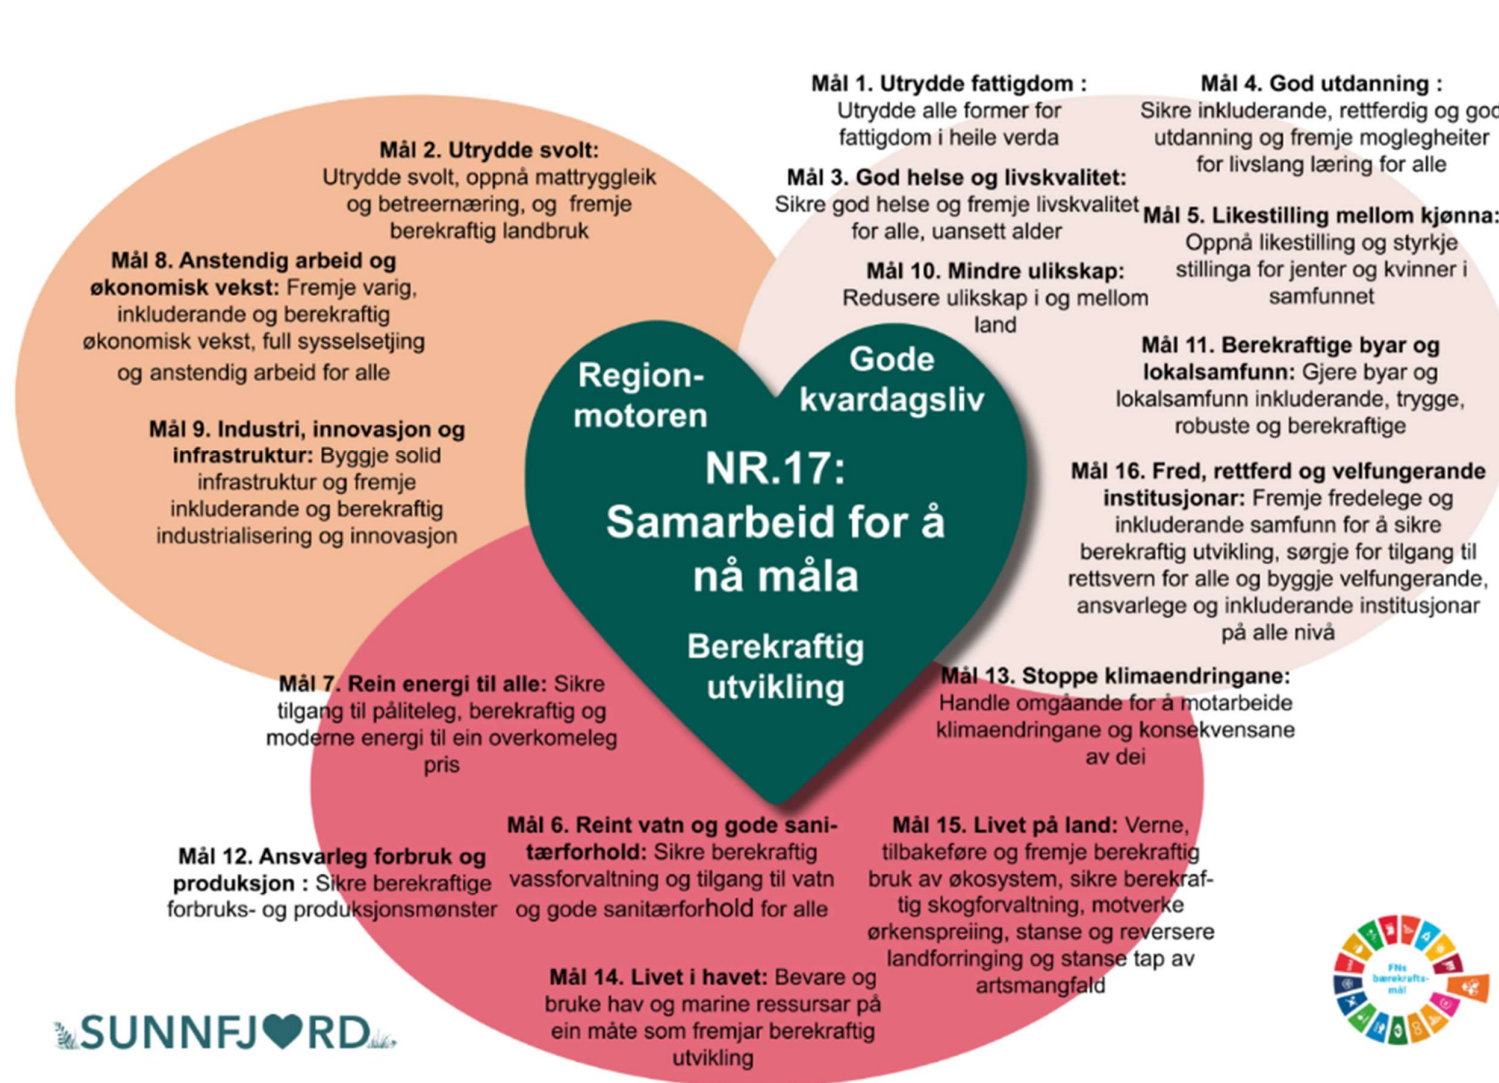 Mål 2. Utrydde svolt:
Utrydde svolt, oppnå mattryggleik
og betreernæring, og fremje
berekraftig landbruk
Mål 8. Anstendig arbeid og
økonomisk vekst: Fremje varig,
inkluderande og berekraftig
økonomisk vekst, full sysselsetjing
og anstendig arbeid for alle
Mål 9. Industri, innovasjon og
infrastruktur: Byggje solid
infrastruktur og fremje
inkluderande og berekraftig
industrialisering og innovasjon
Mål 1. Utrydde fattigdom :
Utrydde alle former for
fattigdom i heile verda
Mål 3. God helse og livskvalitet:
Sikre god helse og fremje livskvalitet
for alle, uansett alder
Mål 10. Mindre ulikskap:
Redusere ulikskap i og mellom
land
Mål 4. God utdanning :
Sikre inkluderande, rettferdig og god
utdanning og fremje moglegheiter
for livslang læring for alle
Mål 5. Likestilling mellom kjønna:
Oppnå likestilling og styrkje
stillinga for jenter og kvinner i
samfunnet
Mål 11. Berekraftige byar og
lokalsamfunn: Gjere byar og
lokalsamfunn inkluderande, trygge,
robuste og berekraftige
Mål 16. Fred, rettferd og velfungerande
institusjonar: Fremje fredelege og
inkluderande samfunn for å sikre
berekraftig utvikling, sørgje for tilgang til
rettsvern for alle og byggje velfungerande,
ansvarlege og inkluderande institusjonar
på alle nivå
Region-
motoren
Gode
kvardagsliv
NR.17:
Samarbeid for å
nå måla
Berekraftig
utvikling
Mål 7. Rein energi til alle: Sikre
tilgang til påliteleg, berekraftig og
moderne energi til ein overkomeleg
pris
Mål 13. Stoppe klimaendringane:
Handle omgåande for å motarbeide
klimaendringane og konsekvensane
av dei
Mål 12. Ansvarleg forbruk og
produksjon : Sikre berekraftige
forbruks- og produksjonsmønster
Mål 6. Reint vatn og gode sani-
tærforhold: Sikre berekraftig
vassforvaltning og tilgang til vatn
og gode sanitærforhold for alle
Mål 15. Livet på land: Verne,
tilbakeføre og fremje berekraftig
bruk av økosystem, sikre berekraf-
tig skogforvaltning, motverke
ørkenspreiing, stanse og reversere
landforringing og stanse tap av
artsmangfald
Mål 14. Livet i havet: Bevare og
bruke hav og marine ressursar på
ein måte som fremjar berekraftig
utvikling
SUNNFJORD
FNs
bærekrafts-
mål